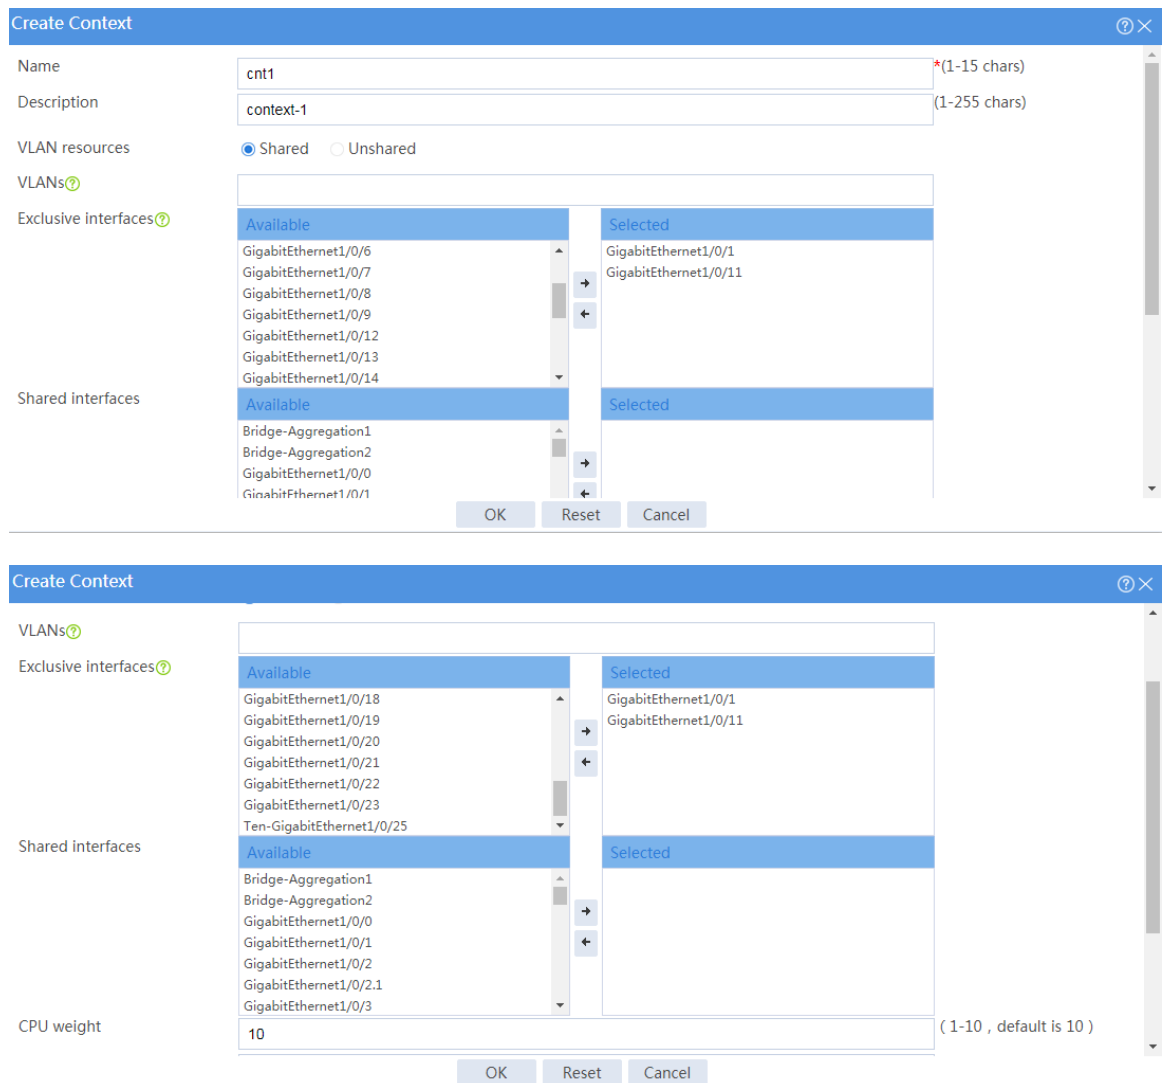 Create Context
Name
cnt1
*(1-15 chars)
Description
context-1
(1-255 chars)
VLAN resources
Shared
Unshared
VLANs
Exclusive interfaces
Available
Selected
GigabitEthernet1/0/6
GigabitEthernet1/0/7
GigabitEthernet1/0/8
GigabitEthernet1/0/9
GigabitEthernet1/0/12
GigabitEthernet1/0/13
GigabitEthernet1/0/14
GigabitEthernet1/0/1
GigabitEthernet1/0/11
Shared interfaces
Available
Selected
Bridge-Aggregation1
Bridge-Aggregation2
GigabitEthernet1/0/0
GigabitEthernet1/0/1
OK
Reset
Cancel
Create Context
VLANs
Exclusive interfaces
Available
Selected
GigabitEthernet1/0/18
GigabitEthernet1/0/19
GigabitEthernet1/0/20
GigabitEthernet1/0/21
GigabitEthernet1/0/22
GigabitEthernet1/0/23
Ten-GigabitEthernet1/0/25
GigabitEthernet1/0/1
GigabitEthernet1/0/11
Shared interfaces
Available
Selected
Bridge-Aggregation1
Bridge-Aggregation2
GigabitEthernet1/0/0
GigabitEthernet1/0/1
GigabitEthernet1/0/2
GigabitEthernet1/0/2.1
GigabitEthernet1/0/3
CPU weight
10
( 1-10 , default is 10 )
OK
Reset
Cancel